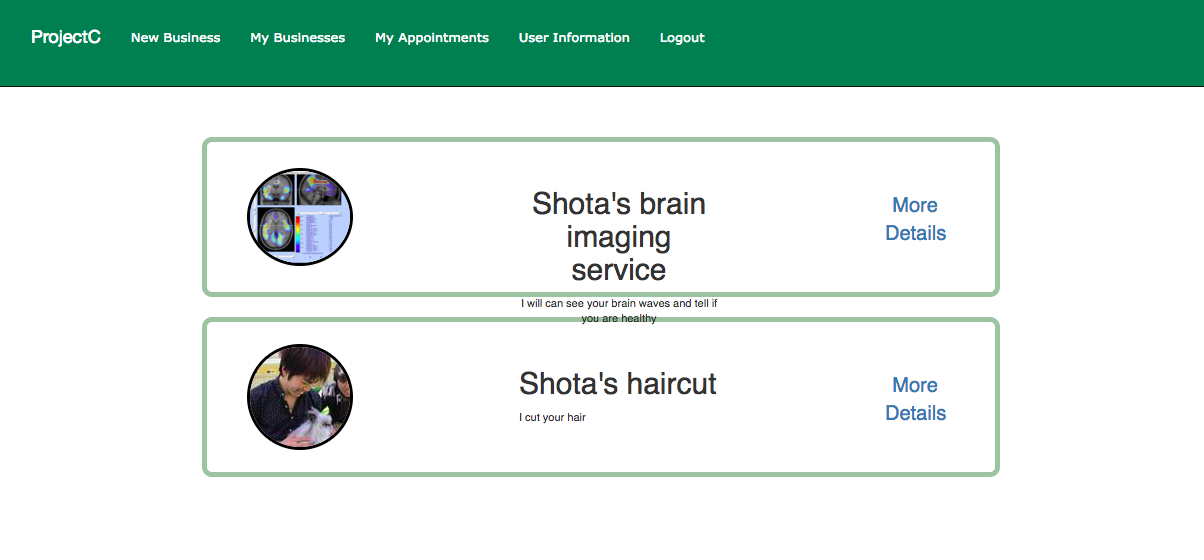 ProjectC New Business My Businesses My Appointments User Information Logout
Shota's brain
imaging
service
I will can see your brain waves and tell if
you are healthy
More
Details
Shota's haircut
I cut your hair
More
Details